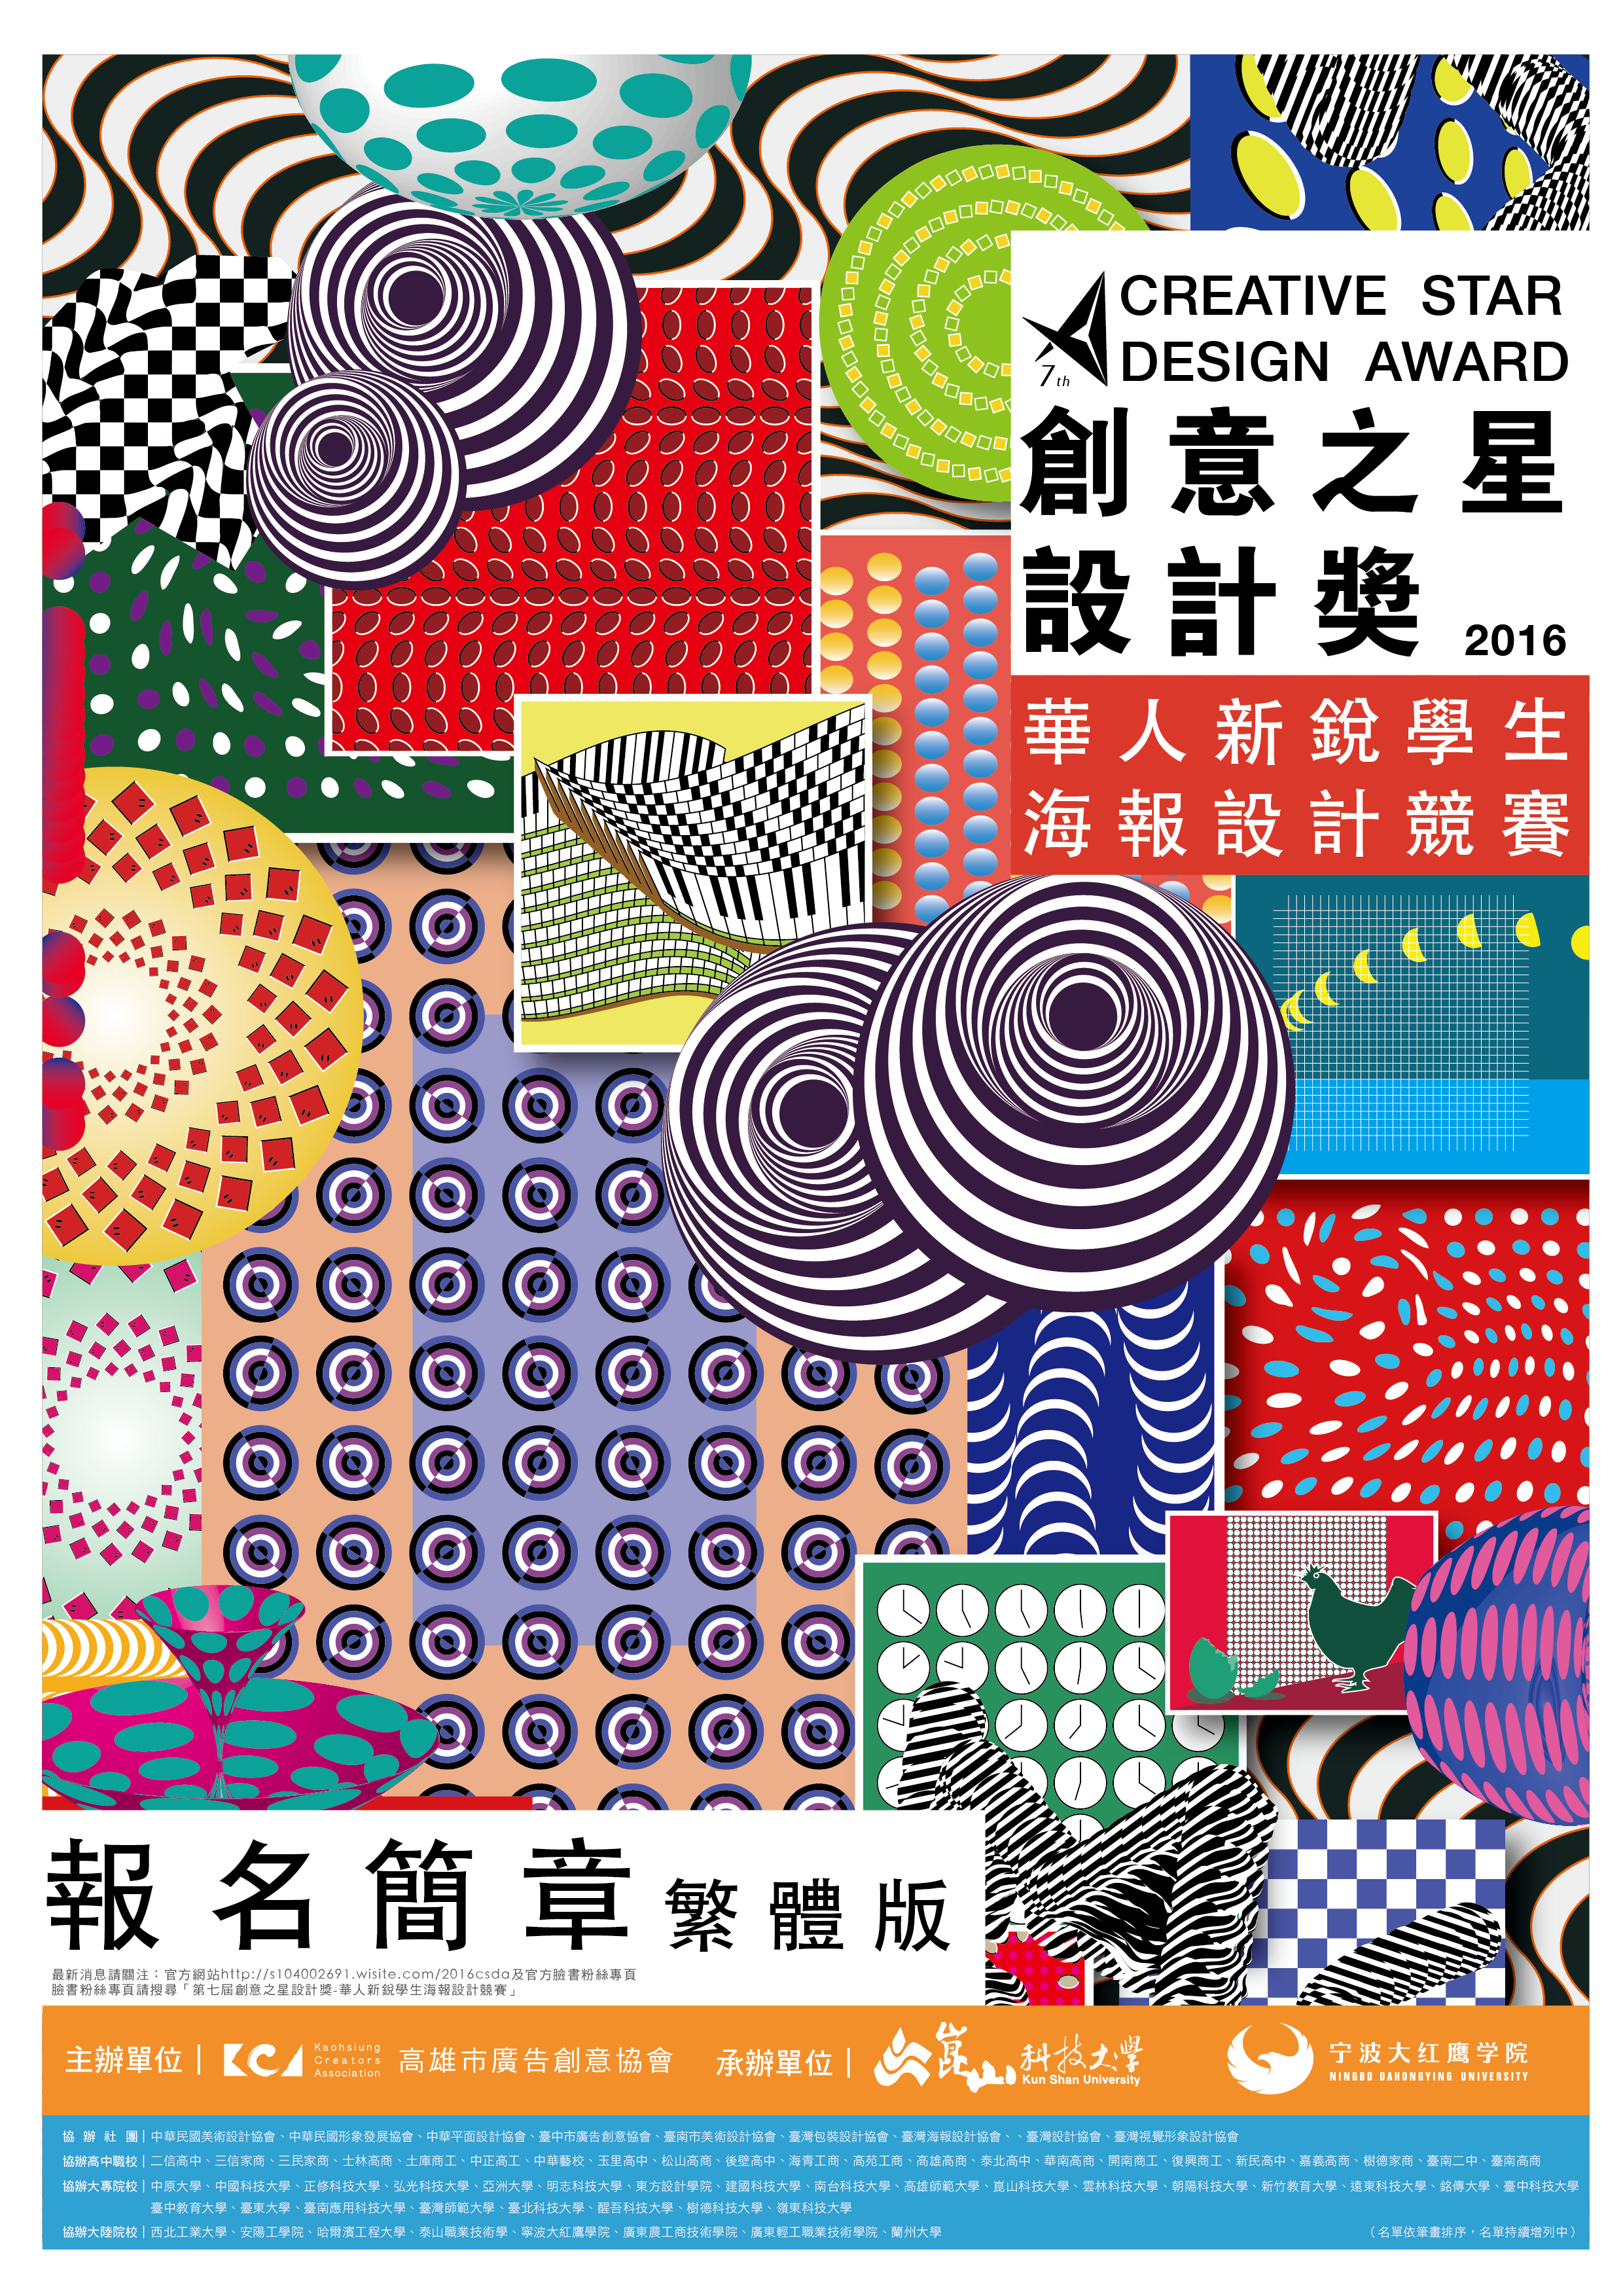 CREATIVE STAR
DESIGN AWARD
7th
創意之星
設計獎 2016
華人新銳學生
海報設計競賽
報名簡章 繁體版
最新消息請關注：官方網站http://s104002691.wisite.com/2016csda及官方臉書粉絲專頁
臉書粉絲專頁請搜尋「第七屆創意之星設計獎-華人新銳學生海報設計競賽」
主辦單位｜KCA Kaohsiung Creators Association 高雄市廣告創意協會 承辦單位｜崑山科技大學 Kun Shan University 宁波大红鹰学院 NINGBO DAHONGYING UNIVERSITY
協辦社團｜中華民國美術設計協會、中華民國形象發展協會、中華平面設計協會、臺中市廣告創意協會、臺南市美術設計協會、臺灣包裝設計協會、臺灣海報設計協會、、臺灣設計協會、臺灣視覺形象設計協會
協辦高中職校｜二信高中、三信家商、三民家商、士林高商、土庫商工、中正高工、中華藝校、玉里高中、松山高商、後壁高中、海青工商、高苑工商、高雄高商、泰北高中、華南高商、開南商工、復興商工、新民高中、嘉義高商、樹德家商、臺南二中、臺南高商
協辦大專院校｜中原大學、中國科技大學、正修科技大學、弘光科技大學、亞洲大學、明志科技大學、東方設計學院、建國科技大學、南台科技大學、高雄師範大學、崑山科技大學、雲林科技大學、朝陽科技大學、新竹教育大學、遠東科技大學、銘傳大學、臺中科技大學
臺中教育大學、臺東大學、臺南應用科技大學、臺灣師範大學、臺北科技大學、醒吾科技大學、樹德科技大學、嶺東科技大學
協辦大陸院校｜西北工業大學、安陽工學院、哈爾濱工程大學、泰山職業技術學、寧波大紅鷹學院、廣東農工商技術學院、廣東輕工職業技術學院、蘭州大學
（名單依筆畫排序，名單持續增列中）